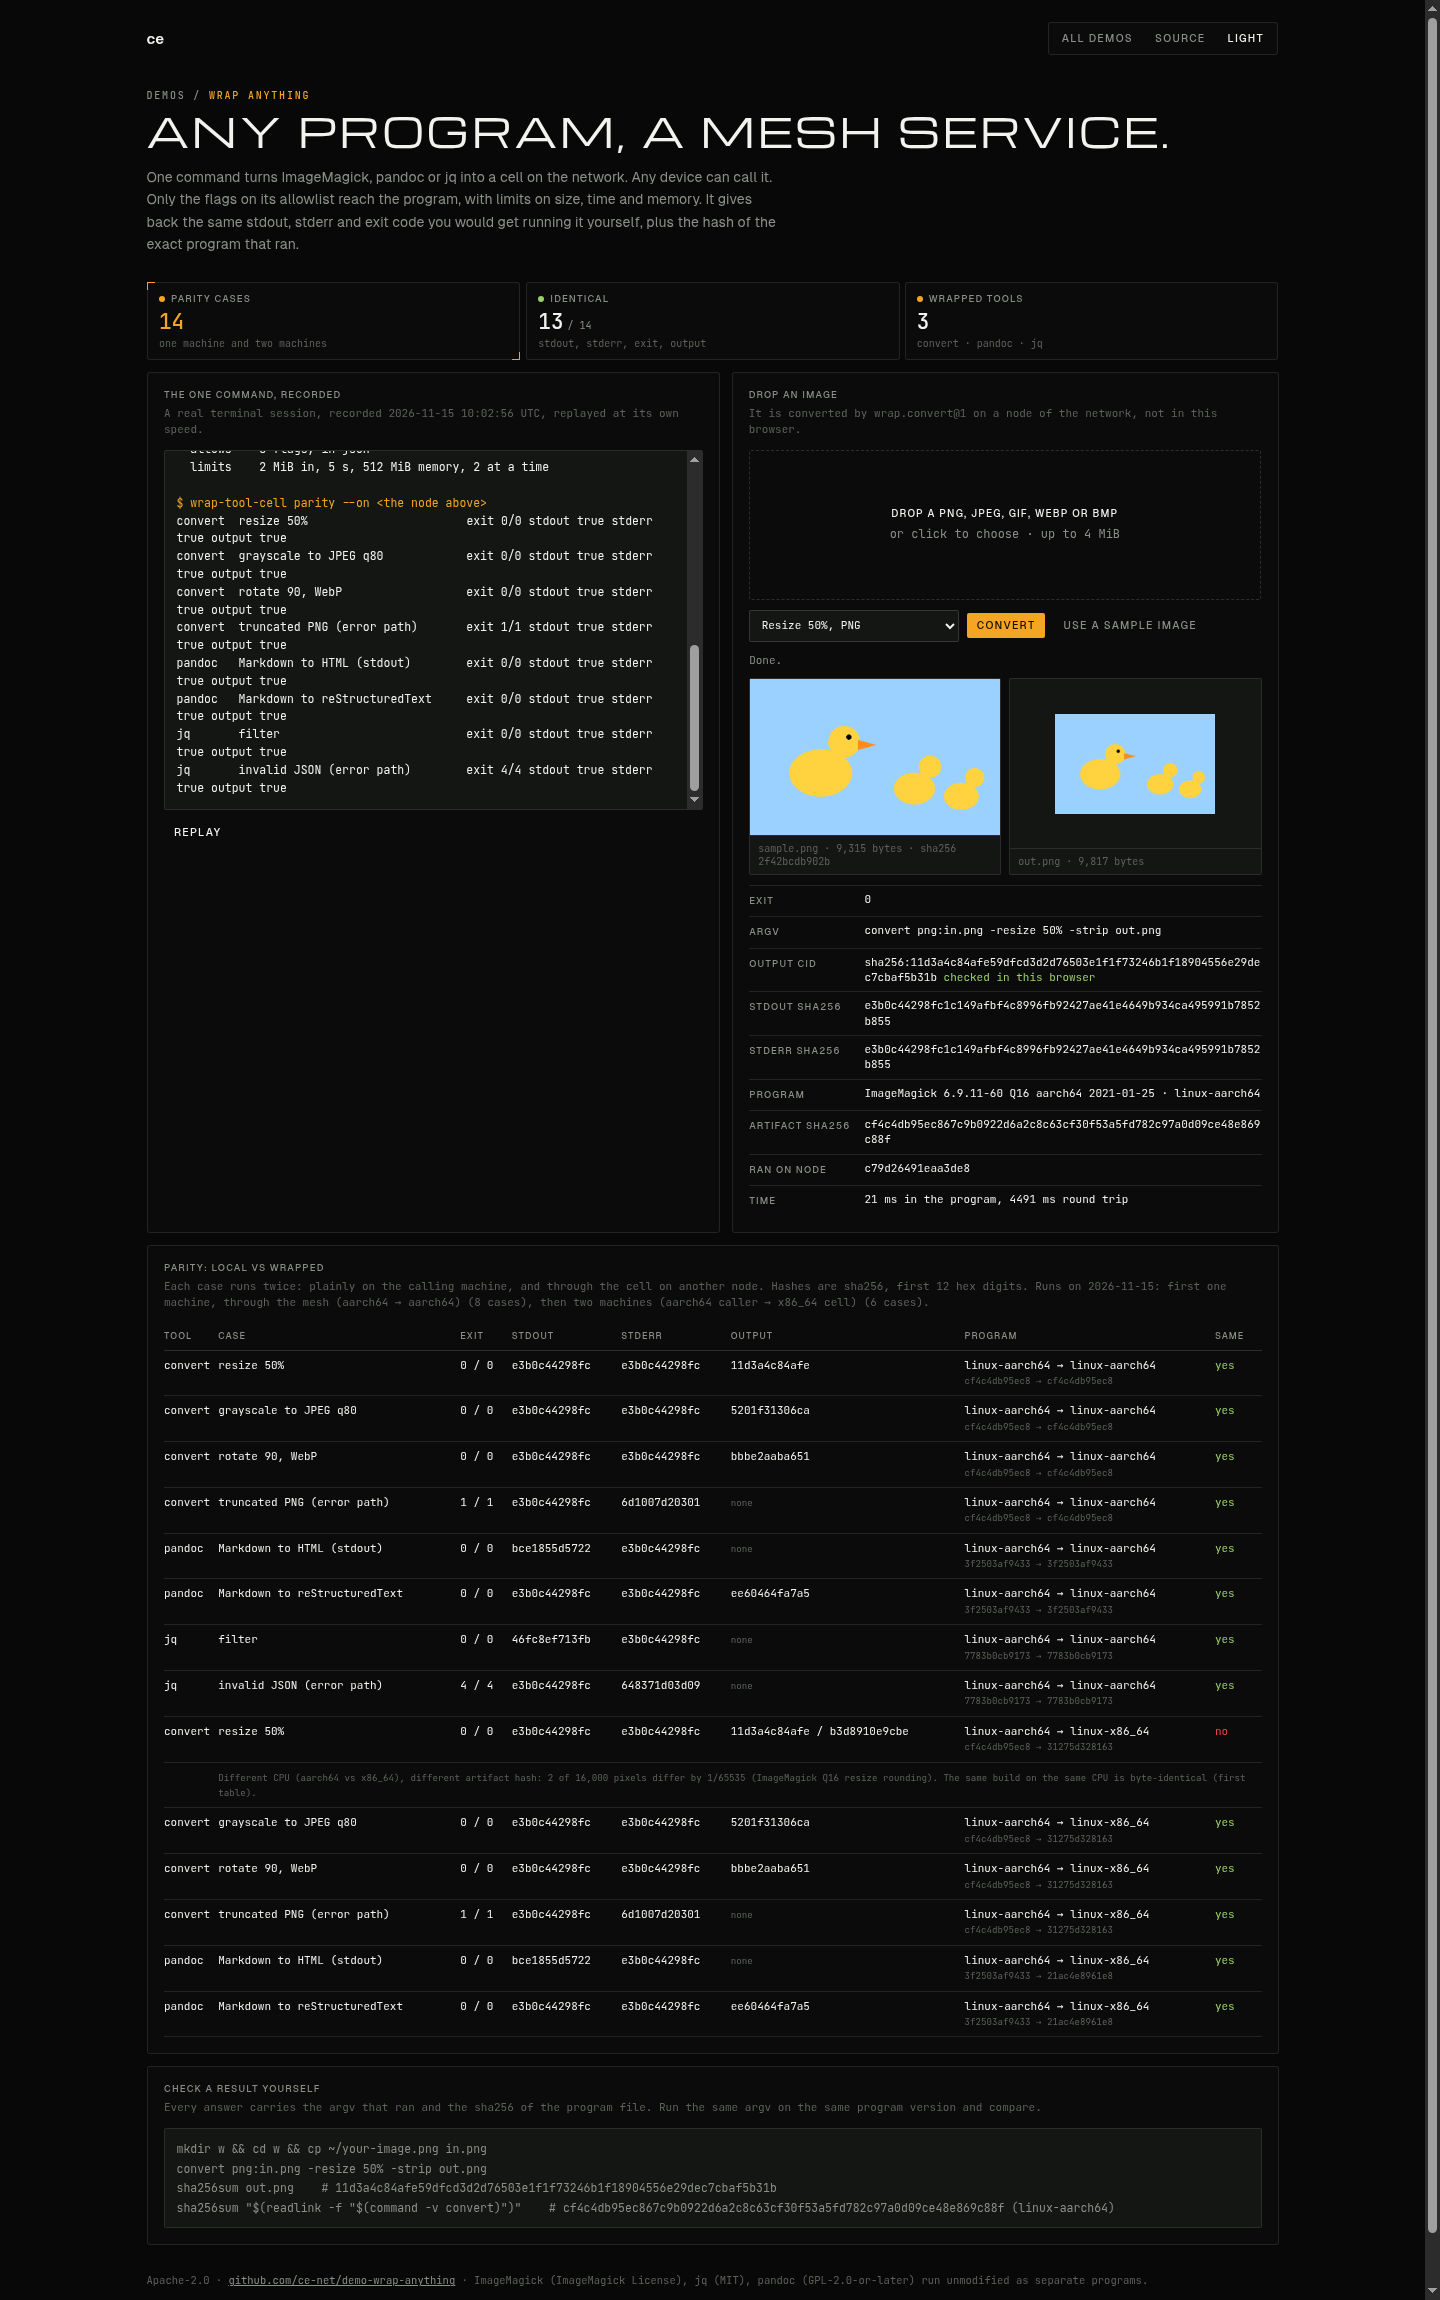 ce
ALL DEMOS SOURCE LIGHT
DEMOS / WRAP ANYTHING
ANY PROGRAM, A MESH SERVICE.
One command turns ImageMagick, pandoc or jq into a cell on the network. Any device can call it.
Only the flags on its allowlist reach the program, with limits on size, time and memory. It gives
back the same stdout, stderr and exit code you would get running it yourself, plus the hash of the
exact program that ran.
PARITY CASES
14
one machine and two machines
IDENTICAL
13 / 14
stdout, stderr, exit, output
WRAPPED TOOLS
3
convert · pandoc · jq
THE ONE COMMAND, RECORDED
A real terminal session, recorded 2026-11-15 10:02:56 UTC, replayed at its own
speed.
limits 2 MiB in, 5 s, 512 MiB memory, 2 at a time
$ wrap-tool-cell parity --on <the node above>
convert resize 50% exit 0/0 stdout true stderr
true output true
convert grayscale to JPEG q80 exit 0/0 stdout true stderr
true output true
convert rotate 90, WebP exit 0/0 stdout true stderr
true output true
convert truncated PNG (error path) exit 1/1 stdout true stderr
true output true
pandoc Markdown to HTML (stdout) exit 0/0 stdout true stderr
true output true
pandoc Markdown to reStructuredText exit 0/0 stdout true stderr
true output true
jq filter exit 0/0 stdout true stderr
true output true
jq invalid JSON (error path) exit 4/4 stdout true stderr
true output true
REPLAY
DROP AN IMAGE
It is converted by wrap.convert@1 on a node of the network, not in this
browser.
DROP A PNG, JPEG, GIF, WEBP OR BMP
or click to choose · up to 4 MiB
Resize 50%, PNG CONVERT USE A SAMPLE IMAGE
Done.
sample.png · 9,315 bytes · sha256
2f42bcdb902b
out.png · 9,817 bytes
EXIT 0
ARGV convert png:in.png -resize 50% -strip out.png
OUTPUT CID sha256:11d3a4c84afe59dfcd3d2d76503e1f1f73246b1f18904556e29de
c7cbaf5b31b checked in this browser
STDOUT SHA256 e3b0c44298fc1c149afbf4c8996fb92427ae41e4649b934ca495991b7852
b855
STDERR SHA256 e3b0c44298fc1c149afbf4c8996fb92427ae41e4649b934ca495991b7852
b855
PROGRAM ImageMagick 6.9.11-60 Q16 aarch64 2021-01-25 · linux-aarch64
ARTIFACT SHA256 cf4c4db95ec867c9b0922d6a2c8c63cf30f53a5fd782c97a0d09ce48e869
c88f
RAN ON NODE c79d26491eaa3de8
TIME 21 ms in the program, 4491 ms round trip
PARITY: LOCAL VS WRAPPED
Each case runs twice: plainly on the calling machine, and through the cell on another node. Hashes are sha256, first 12 hex digits. Runs on 2026-11-15: first one
machine, through the mesh (aarch64 → aarch64) (8 cases), then two machines (aarch64 caller → x86_64 cell) (6 cases).
TOOL CASE EXIT STDOUT STDERR OUTPUT PROGRAM SAME
convert resize 50% 0 / 0 e3b0c44298fc e3b0c44298fc 11d3a4c84afe linux-aarch64 → linux-aarch64 yes
cf4c4db95ec8 → cf4c4db95ec8
convert grayscale to JPEG q80 0 / 0 e3b0c44298fc e3b0c44298fc 5201f31306ca linux-aarch64 → linux-aarch64 yes
cf4c4db95ec8 → cf4c4db95ec8
convert rotate 90, WebP 0 / 0 e3b0c44298fc e3b0c44298fc bbbe2aaba651 linux-aarch64 → linux-aarch64 yes
cf4c4db95ec8 → cf4c4db95ec8
convert truncated PNG (error path) 1 / 1 e3b0c44298fc 6d1007d20301 none linux-aarch64 → linux-aarch64 yes
cf4c4db95ec8 → cf4c4db95ec8
pandoc Markdown to HTML (stdout) 0 / 0 bce1855d5722 e3b0c44298fc none linux-aarch64 → linux-aarch64 yes
3f2503af9433 → 3f2503af9433
pandoc Markdown to reStructuredText 0 / 0 e3b0c44298fc e3b0c44298fc ee60464fa7a5 linux-aarch64 → linux-aarch64 yes
3f2503af9433 → 3f2503af9433
jq filter 0 / 0 46fc8ef713fb e3b0c44298fc none linux-aarch64 → linux-aarch64 yes
7783b0cb9173 → 7783b0cb9173
jq invalid JSON (error path) 4 / 4 e3b0c44298fc 648371d03d09 none linux-aarch64 → linux-aarch64 yes
7783b0cb9173 → 7783b0cb9173
convert resize 50% 0 / 0 e3b0c44298fc e3b0c44298fc 11d3a4c84afe / b3d8910e9cbe linux-aarch64 → linux-x86_64 no
cf4c4db95ec8 → 31275d328163
Different CPU (aarch64 vs x86_64), different artifact hash: 2 of 16,000 pixels differ by 1/65535 (ImageMagick Q16 resize rounding). The same build on the same CPU is byte-identical (first
table).
convert grayscale to JPEG q80 0 / 0 e3b0c44298fc e3b0c44298fc 5201f31306ca linux-aarch64 → linux-x86_64 yes
cf4c4db95ec8 → 31275d328163
convert rotate 90, WebP 0 / 0 e3b0c44298fc e3b0c44298fc bbbe2aaba651 linux-aarch64 → linux-x86_64 yes
cf4c4db95ec8 → 31275d328163
convert truncated PNG (error path) 1 / 1 e3b0c44298fc 6d1007d20301 none linux-aarch64 → linux-x86_64 yes
cf4c4db95ec8 → 31275d328163
pandoc Markdown to HTML (stdout) 0 / 0 bce1855d5722 e3b0c44298fc none linux-aarch64 → linux-x86_64 yes
3f2503af9433 → 21ac4e8961e8
pandoc Markdown to reStructuredText 0 / 0 e3b0c44298fc e3b0c44298fc ee60464fa7a5 linux-aarch64 → linux-x86_64 yes
3f2503af9433 → 21ac4e8961e8
CHECK A RESULT YOURSELF
Every answer carries the argv that ran and the sha256 of the program file. Run the same argv on the same program version and compare.
mkdir w && cd w && cp ~/your-image.png in.png
convert png:in.png -resize 50% -strip out.png
sha256sum out.png # 11d3a4c84afe59dfcd3d2d76503e1f1f73246b1f18904556e29dec7cbaf5b31b
sha256sum "$(readlink -f "$(command -v convert)")" # cf4c4db95ec867c9b0922d6a2c8c63cf30f53a5fd782c97a0d09ce48e869c88f (linux-aarch64)
Apache-2.0 · github.com/ce-net/demo-wrap-anything · ImageMagick (ImageMagick License), jq (MIT), pandoc (GPL-2.0-or-later) run unmodified as separate programs.